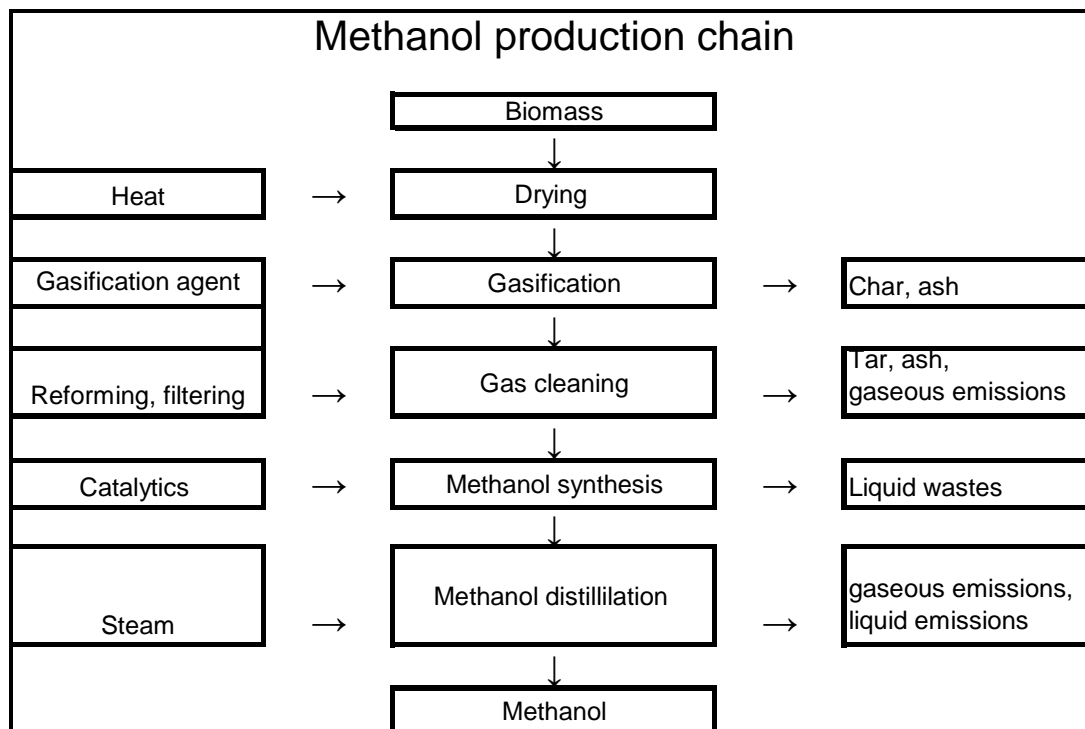 Methanol production chain
Biomass
↓
Heat → Drying
↓
Gasification agent → Gasification → Char, ash
↓
Reforming, filtering → Gas cleaning → Tar, ash,
gaseous emissions
↓
Catalytics → Methanol synthesis → Liquid wastes
↓
Steam → Methanol distillilation → gaseous emissions,
liquid emissions
↓
Methanol